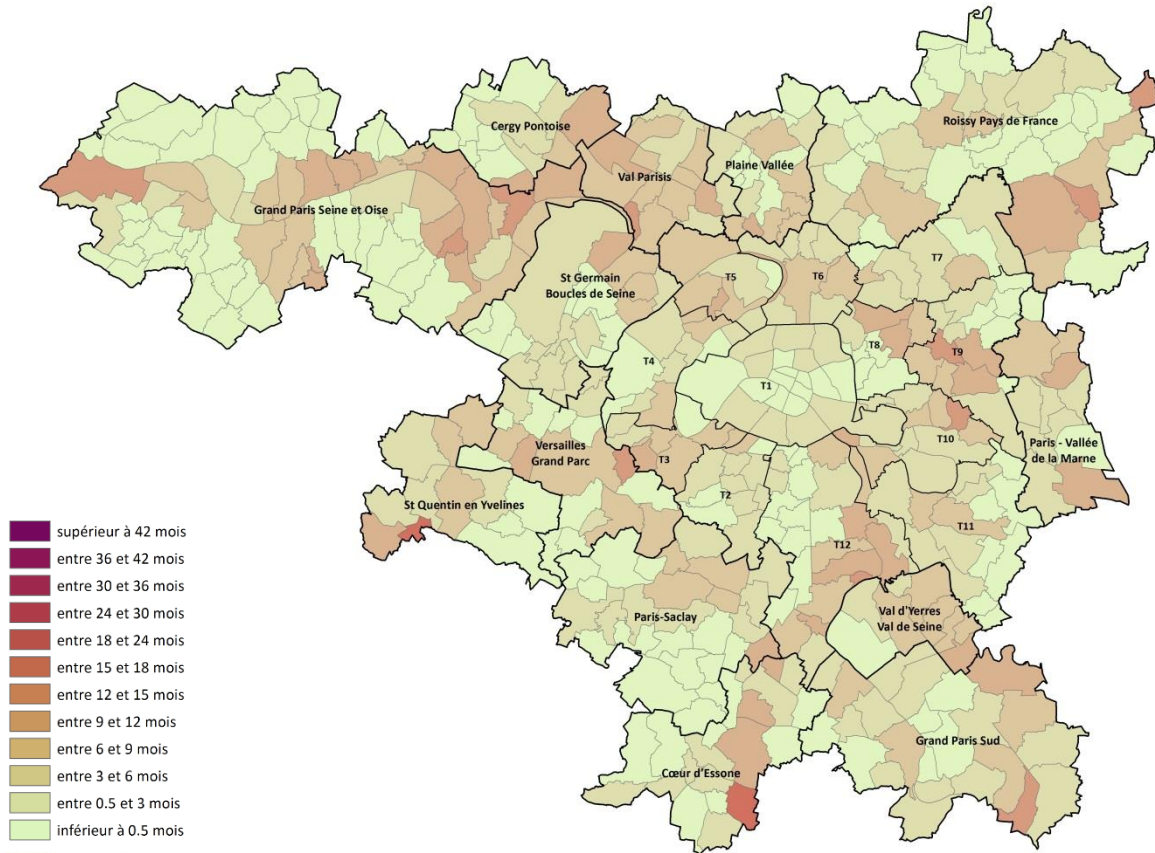 Cergy Pontoise
Roissy Pays de France
Plaine Vallée
Val Parisis
Grand Paris Seine et Oise
T7
St Germain
Boucles de Seine
T5
T6
T4
T8
T9
T1
T10
Paris - Vallée
de la Marne
Versailles
Grand Parc
T3
T2
St Quentin en Yvelines
T11
T12
Paris-Saclay
Val d'Yerres
Val de Seine
Grand Paris Sud
Cœur d'Essone
supérieur à 42 mois
entre 36 et 42 mois
entre 30 et 36 mois
entre 24 et 30 mois
entre 18 et 24 mois
entre 15 et 18 mois
entre 12 et 15 mois
entre 9 et 12 mois
entre 6 et 9 mois
entre 3 et 6 mois
entre 0.5 et 3 mois
inférieur à 0.5 mois